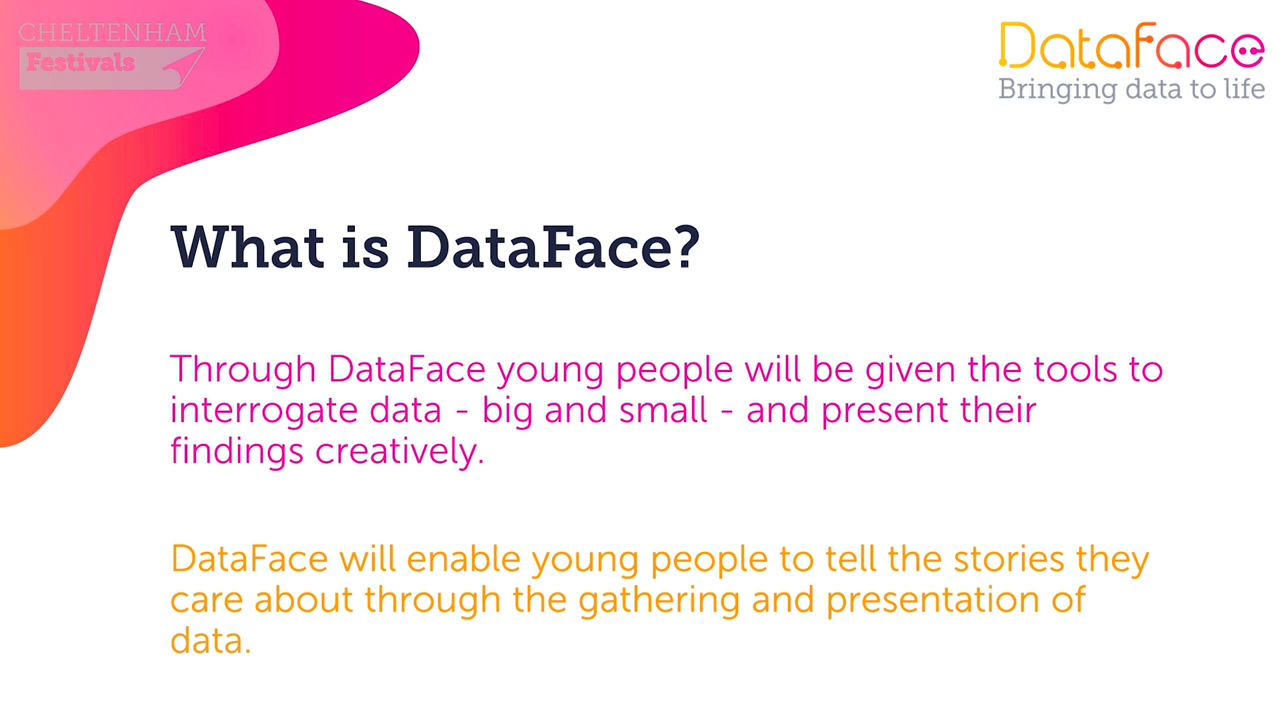 CHELTENHAM
Festivals
DataFace
Bringing data to life
What is DataFace?
Through DataFace young people will be given the tools to
interrogate data - big and small - and present their
findings creatively.
DataFace will enable young people to tell the stories they
care about through the gathering and presentation of
data.